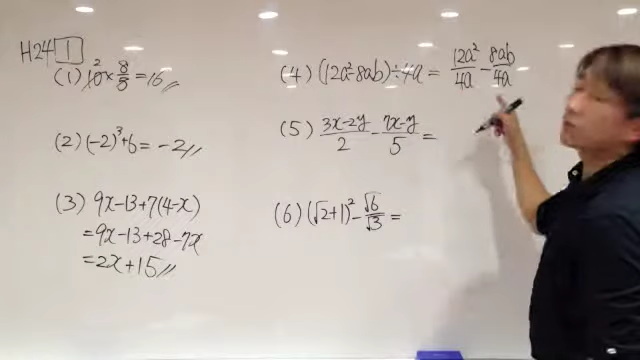 H24 1
(1) 10×8/5=16
2
(2) (-2)³+6=-2
(3) 9x-13+7(4-x)
=9x-13+28-7x
=2x+15
(4) (12a²-8ab)÷4a = 12a²/4a - 8ab/4a
(5) 3x-2y/2 - 7x-y/5 =
(6) (√2+1)² - √6/√3 =